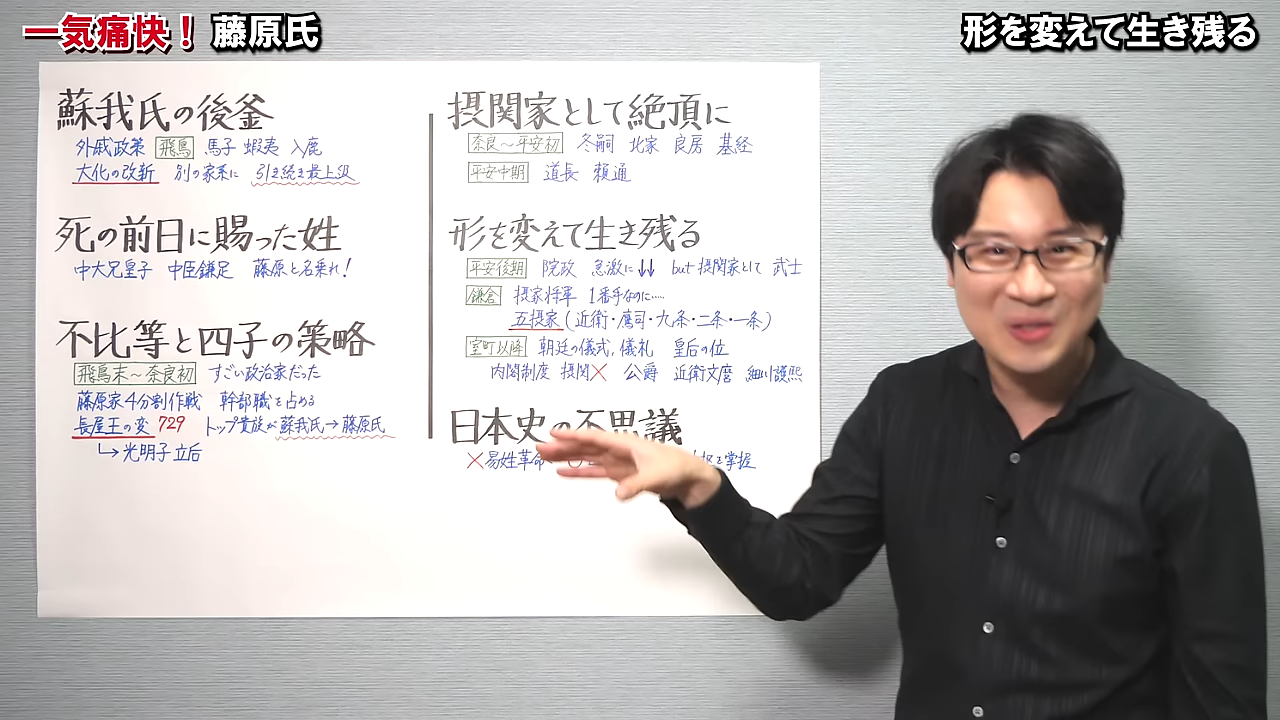 一気痛快！藤原氏
形を変えて生き残る
蘇我氏の後釜
外戚政策 飛鳥 馬子 蝦夷 入鹿
大化の改新 別の家系に 引き続き最上級
死の前日に賜った姓
中大兄皇子 中臣鎌足 藤原と名乗れ！
不比等と四子の策略
飛鳥末〜奈良初 すごい政治家だった
藤原家4分割作戦 幹部職を占める
長屋王の変 729 トップ貴族が蘇我氏→藤原氏
↳光明子立后
摂関家として絶頂に
奈良〜平安初 冬嗣 北家 良房 基経
平安中期 道長 頼通
形を変えて生き残る
平安後期 院政 急激に↓↓ but摂関家として 武士
鎌倉 摂家将軍 1番手なのに……
五摂家(近衛・鷹司・九条・二条・一条)
室町以降 朝廷の儀式,儀礼 皇后の位
内閣制度 摂関✕ 公爵 近衛文麿 細川護熙
日本史の不思議
✕易姓革命 を掌握